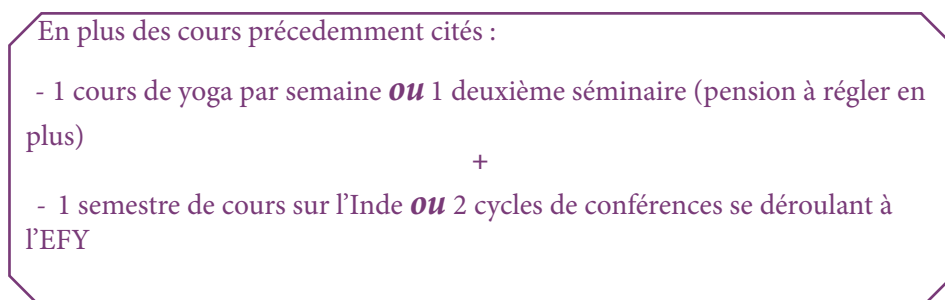 En plus des cours précedemment cités :
- 1 cours de yoga par semaine ou 1 deuxième séminaire (pension à régler en
plus)
+
- 1 semestre de cours sur l'Inde ou 2 cycles de conférences se déroulant à
l'EFY